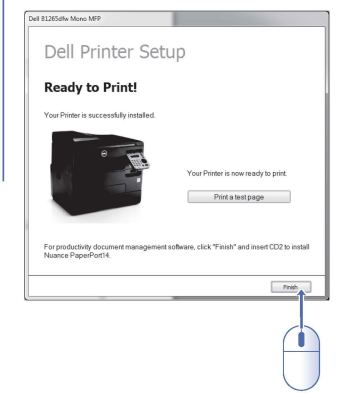 Dell B1265dfw Mono MFP
Dell Printer Setup
Ready to Print!
Your Printer is successfully installed.
Your Printer is now ready to print.
Print a test page
For productivity document management software, click "Finish" and insert CD2 to install
Nuance PaperPort14.
Finish